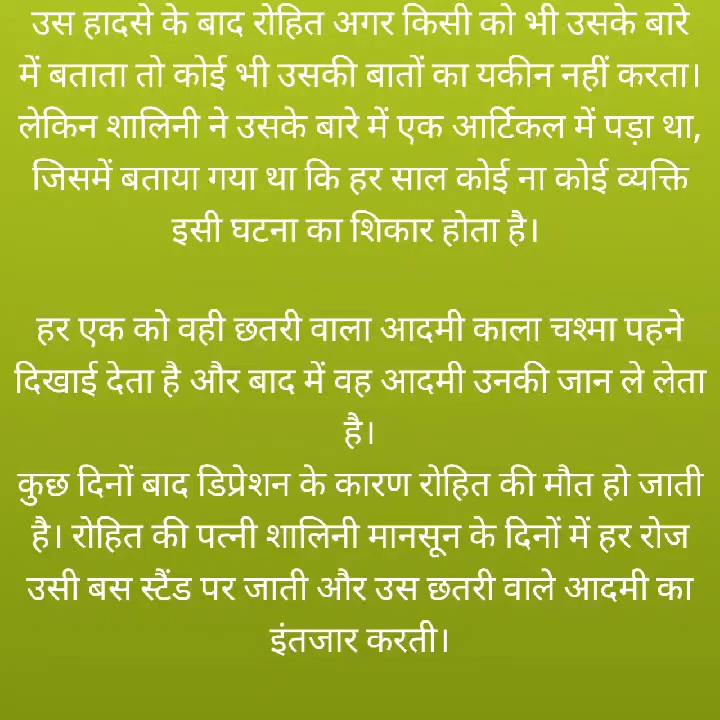 उस हादसे के बाद रोहित अगर किसी को भी उसके बारे
में बताता तो कोई भी उसकी बातों का यकीन नहीं करता।
लेकिन शालिनी ने उसके बारे में एक आर्टिकल में पड़ा था,
जिसमें बताया गया था कि हर साल कोई ना कोई व्यक्ति
इसी घटना का शिकार होता है।
हर एक को वही छतरी वाला आदमी काला चश्मा पहने
दिखाई देता है और बाद में वह आदमी उनकी जान ले लेता
है।
कुछ दिनों बाद डिप्रेशन के कारण रोहित की मौत हो जाती
है। रोहित की पत्नी शालिनी मानसून के दिनों में हर रोज
उसी बस स्टैंड पर जाती और उस छतरी वाले आदमी का
इंतजार करती।